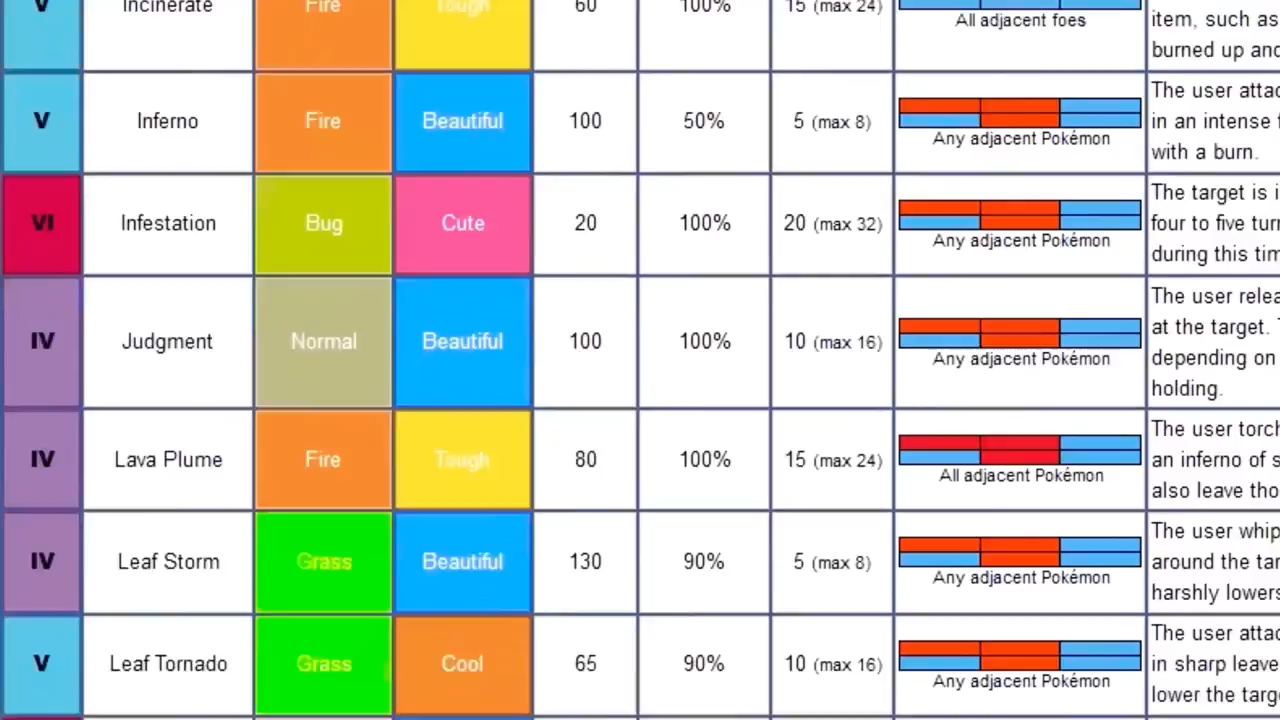 V Incinerate Fire Tough 60 100% 15 (max 24) All adjacent foes item, such as
burned up and
V Inferno Fire Beautiful 100 50% 5 (max 8) Any adjacent Pokémon The user attac
in an intense f
with a burn.
VI Infestation Bug Cute 20 100% 20 (max 32) Any adjacent Pokémon The target is i
four to five turn
during this tim
IV Judgment Normal Beautiful 100 100% 10 (max 16) Any adjacent Pokémon The user relea
at the target. T
depending on
holding.
IV Lava Plume Fire Tough 80 100% 15 (max 24) All adjacent Pokémon The user torch
an inferno of s
also leave tho
IV Leaf Storm Grass Beautiful 130 90% 5 (max 8) Any adjacent Pokémon The user whip
around the tar
harshly lowers
V Leaf Tornado Grass Cool 65 90% 10 (max 16) Any adjacent Pokémon The user attac
in sharp leave
lower the targe